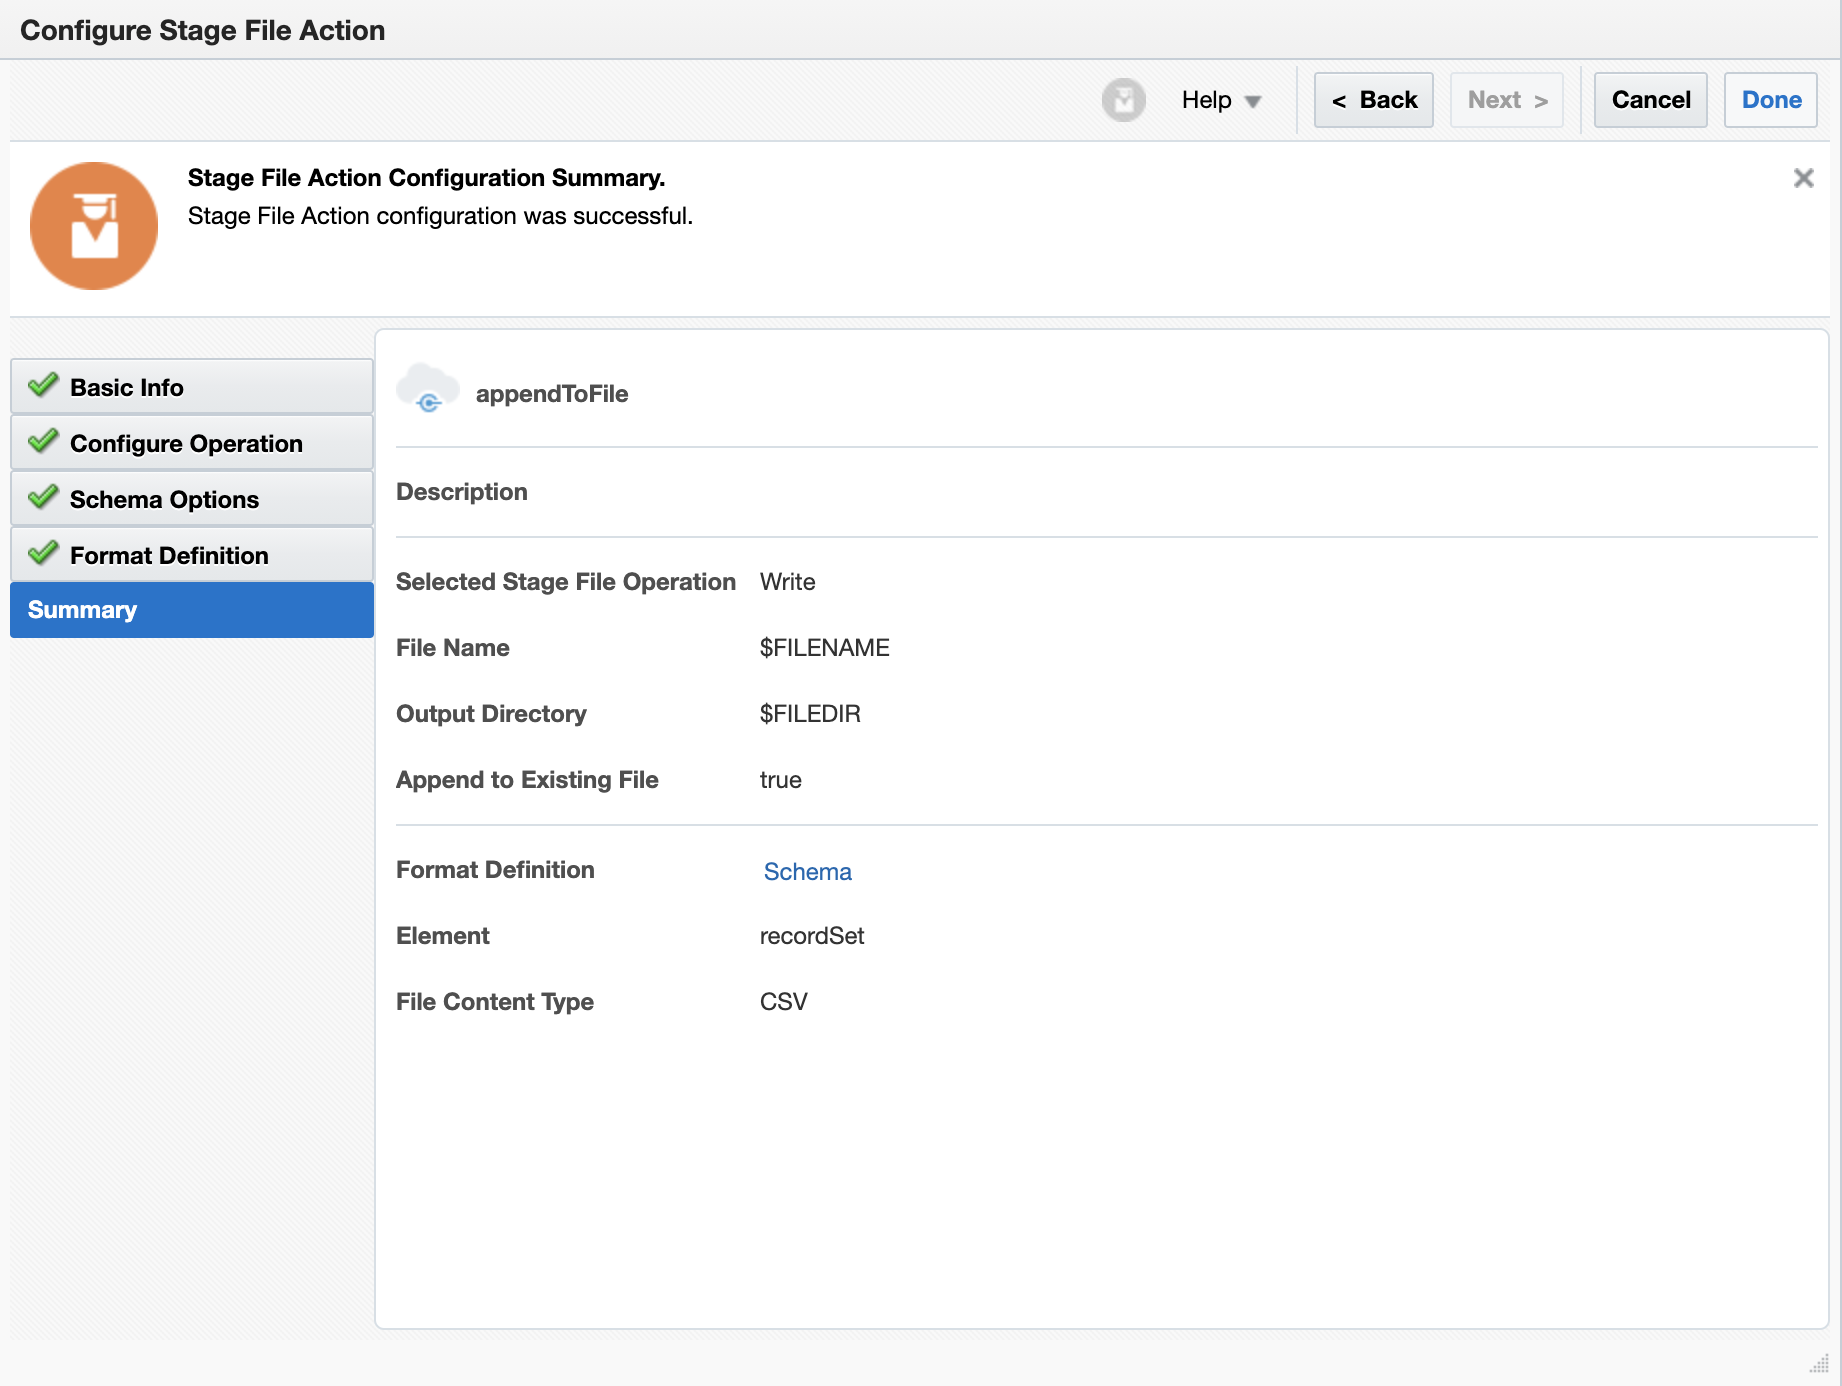 Configure Stage File Action
Help
< Back
Next >
Cancel
Done
Stage File Action Configuration Summary.
Stage File Action configuration was successful.
Basic Info
Configure Operation
Schema Options
Format Definition
Summary
appendToFile
Description
Selected Stage File Operation Write
File Name $FILENAME
Output Directory $FILEDIR
Append to Existing File true
Format Definition Schema
Element recordSet
File Content Type CSV